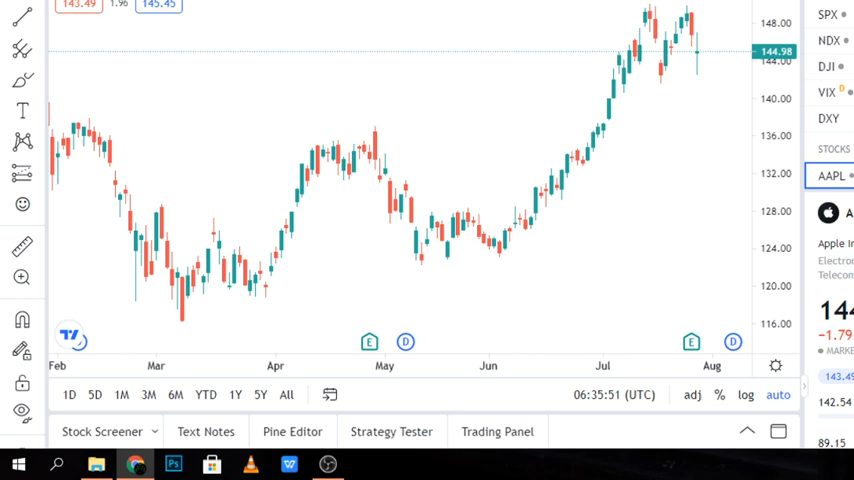 143.49 1.96 145.45
148.00
144.98
144.00
140.00
136.00
132.00
128.00
124.00
120.00
116.00
E D E D
Feb Mar Apr May Jun Jul Aug
1D 5D 1M 3M 6M YTD 1Y 5Y All
06:35:51 (UTC)
adj % log auto
Stock Screener Text Notes Pine Editor Strategy Tester Trading Panel
SPX
NDX
DJI
VIX D
DXY
STOCKS
AAPL
A
Apple In
Electron
Telecom
144
−1.79
MARKE
143.49
142.54
89.15
Ps
W
T